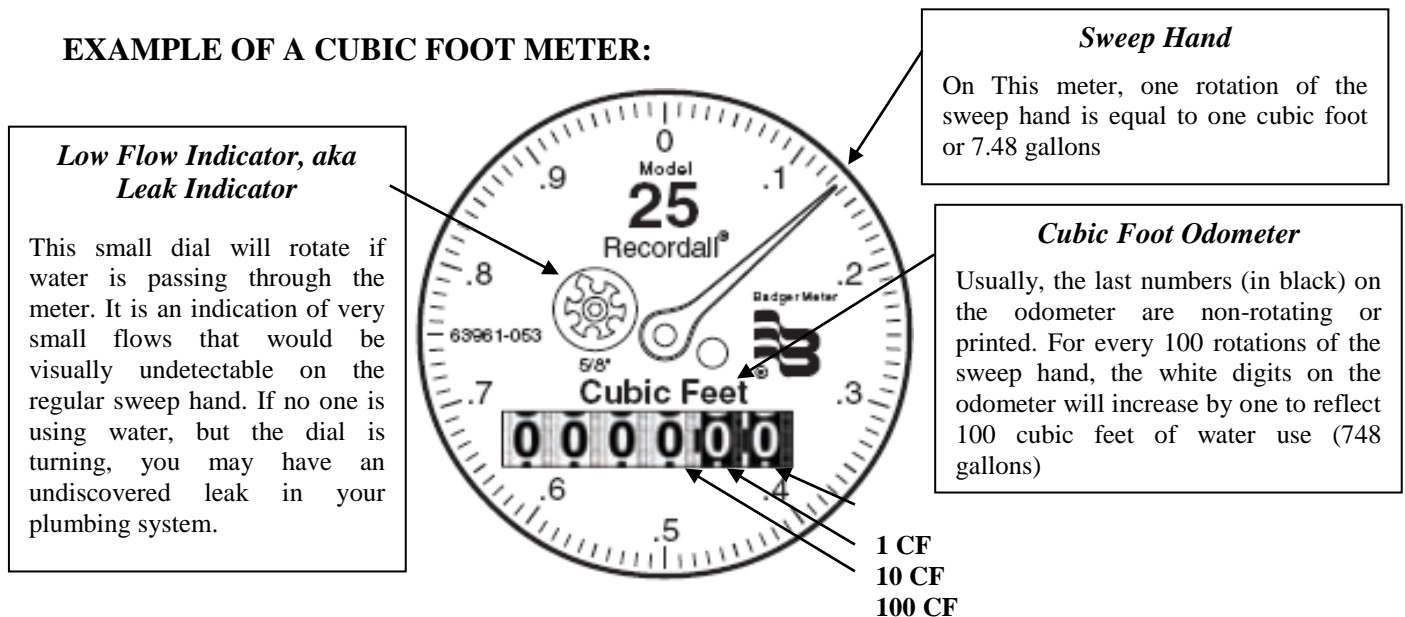 EXAMPLE OF A CUBIC FOOT METER:
Sweep Hand
On This meter, one rotation of the
sweep hand is equal to one cubic foot
or 7.48 gallons
Low Flow Indicator, aka
Leak Indicator
This small dial will rotate if
water is passing through the
meter. It is an indication of very
small flows that would be
visually undetectable on the
regular sweep hand. If no one is
using water, but the dial is
turning, you may have an
undiscovered leak in your
plumbing system.
Cubic Foot Odometer
Usually, the last numbers (in black) on
the odometer are non-rotating or
printed. For every 100 rotations of the
sweep hand, the white digits on the
odometer will increase by one to reflect
100 cubic feet of water use (748
gallons)
0
.9
.1
Model
25
Recordall®
.8
.2
Badger Meter
®
63961-053
5/8"
Cubic Feet
.7
.3
0 0 0 0 0 0
.6
.4
.5
1 CF
10 CF
100 CF